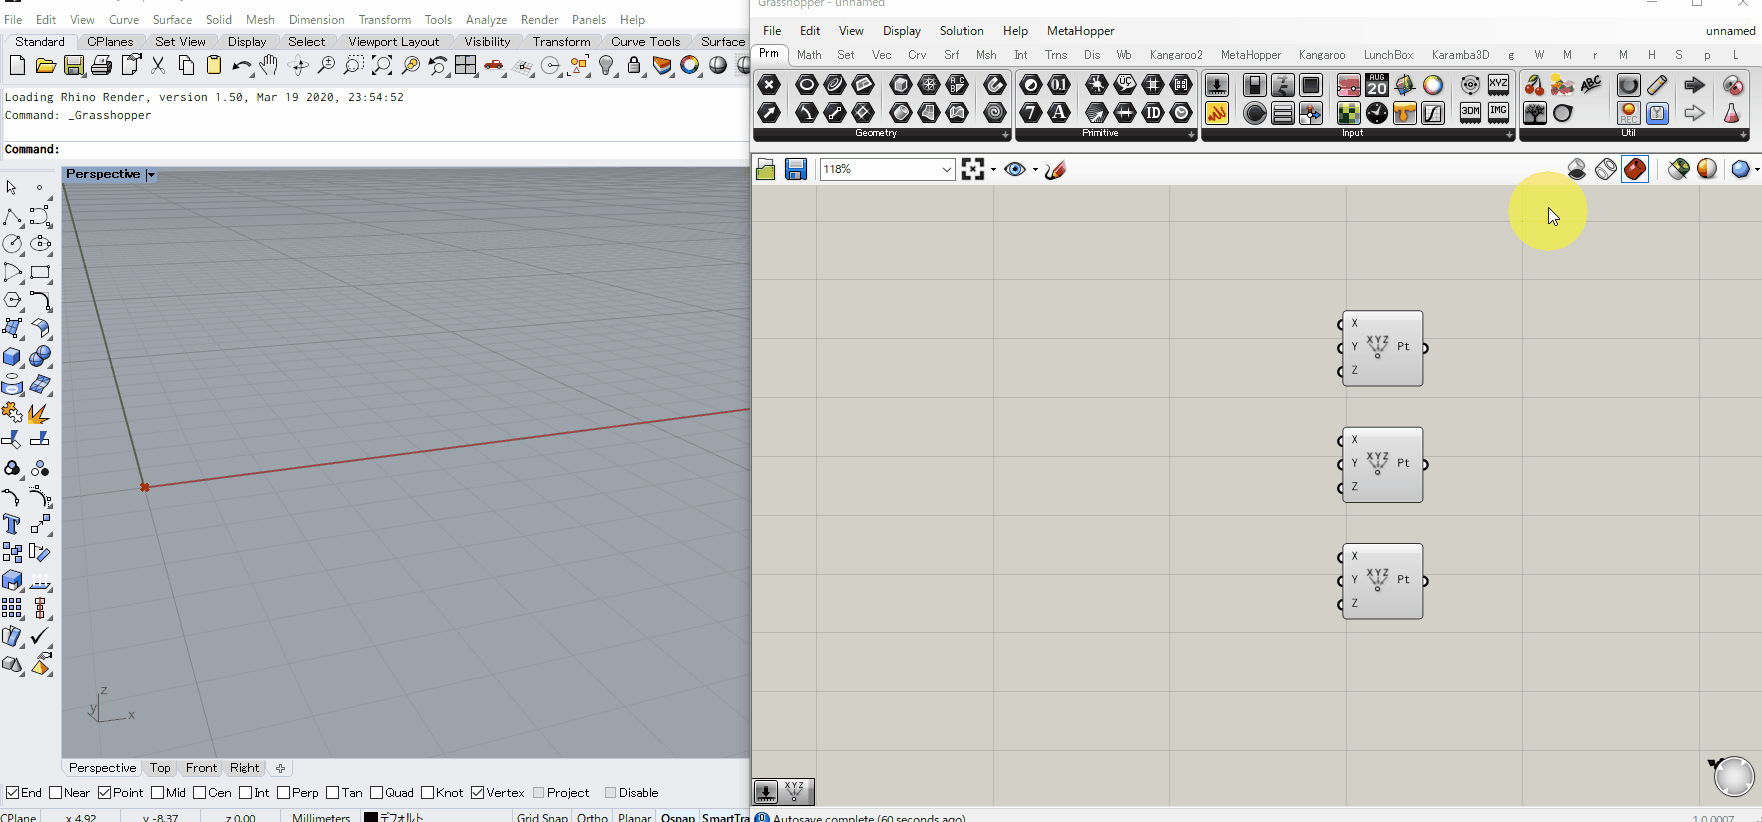 File Edit View Curve Surface Solid Mesh Dimension Transform Tools Analyze Render Panels Help
Standard CPlanes Set View Display Select Viewport Layout Visibility Transform Curve Tools Surface
Loading Rhino Render, version 1.50, Mar 19 2020, 23:54:52
Command: _Grasshopper
Command:
Perspective
z
y
x
Perspective Top Front Right
End Near Point Mid Cen Int Perp Tan Quad Knot Vertex Project Disable
CPlane x 4.92 y -8.37 z 0.00 Millimeters デフォルト Grid Snap Ortho Planar Osnap SmartTra
Grasshopper - unnamed
File Edit View Display Solution Help MetaHopper unnamed
Prm Math Set Vec Crv Srf Msh Int Trns Dis Wb Kangaroo2 MetaHopper Kangaroo LunchBox Karamba3D g W M r M H S p L
Geometry Primitive Input Util
118%
X
Y XYZ Pt
Z
X
Y XYZ Pt
Z
X
Y XYZ Pt
Z
XYZ
Autosave complete (60 seconds ago) 1.0.0007